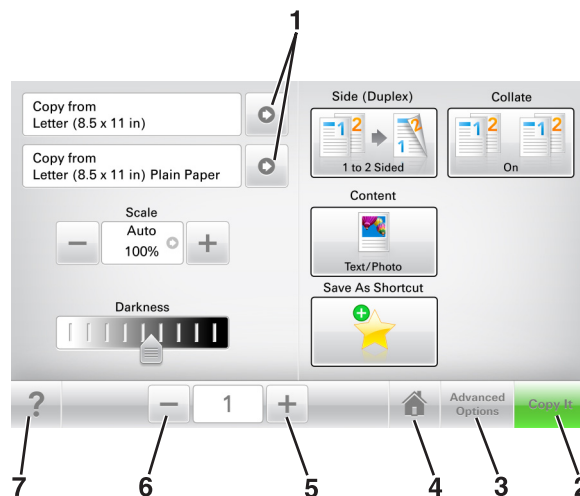 1
Copy from
Letter (8.5 x 11 in)
Copy from
Letter (8.5 x 11 in) Plain Paper
Scale
Auto
100%
Darkness
Side (Duplex)
1 2 1 2
1 to 2 Sided
Collate
1 2 1 2
On
Content
Text/Photo
Save As Shortcut
?
1
Advanced
Options
Copy It
7
6
5
4
3
2